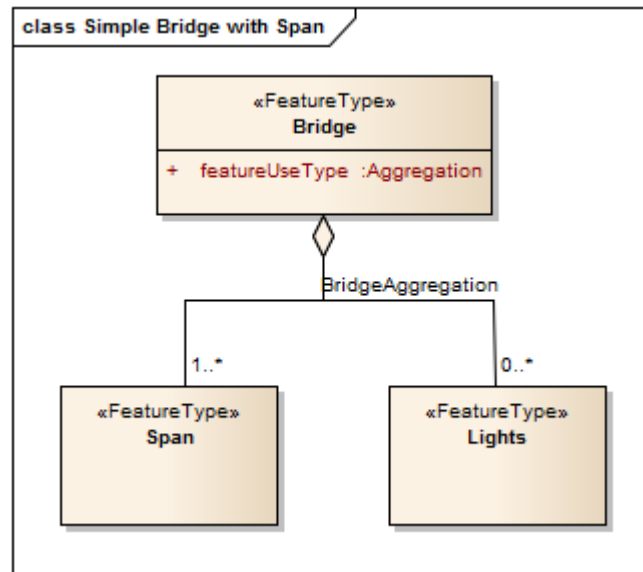 class Simple Bridge with Span
«FeatureType»
Bridge
+ featureUseType :Aggregation
BridgeAggregation
1..*
0..*
«FeatureType»
Span
«FeatureType»
Lights